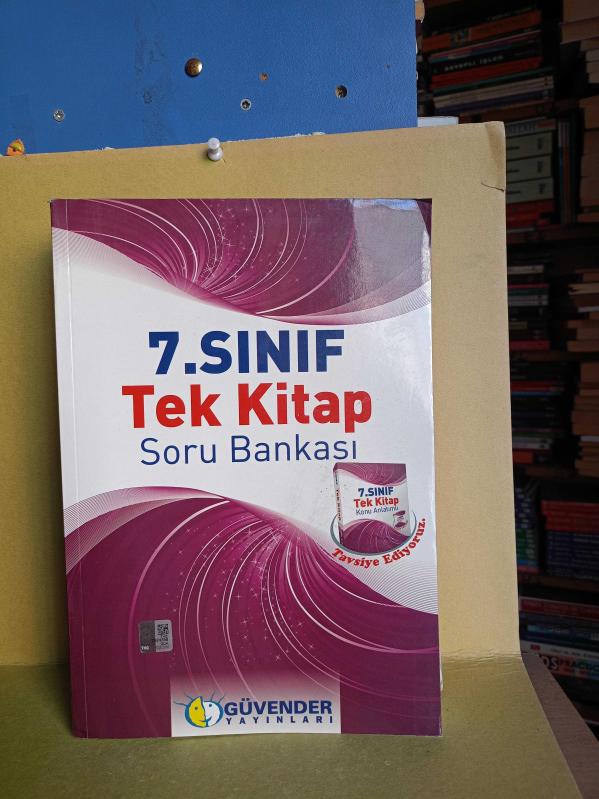 7.SINIF
Tek Kitap
Soru Bankası
7.SINIF
Tek Kitap
Konu Anlatımlı
Tavsiye Ediyoruz.
GÜVENDER
YAYINLARI